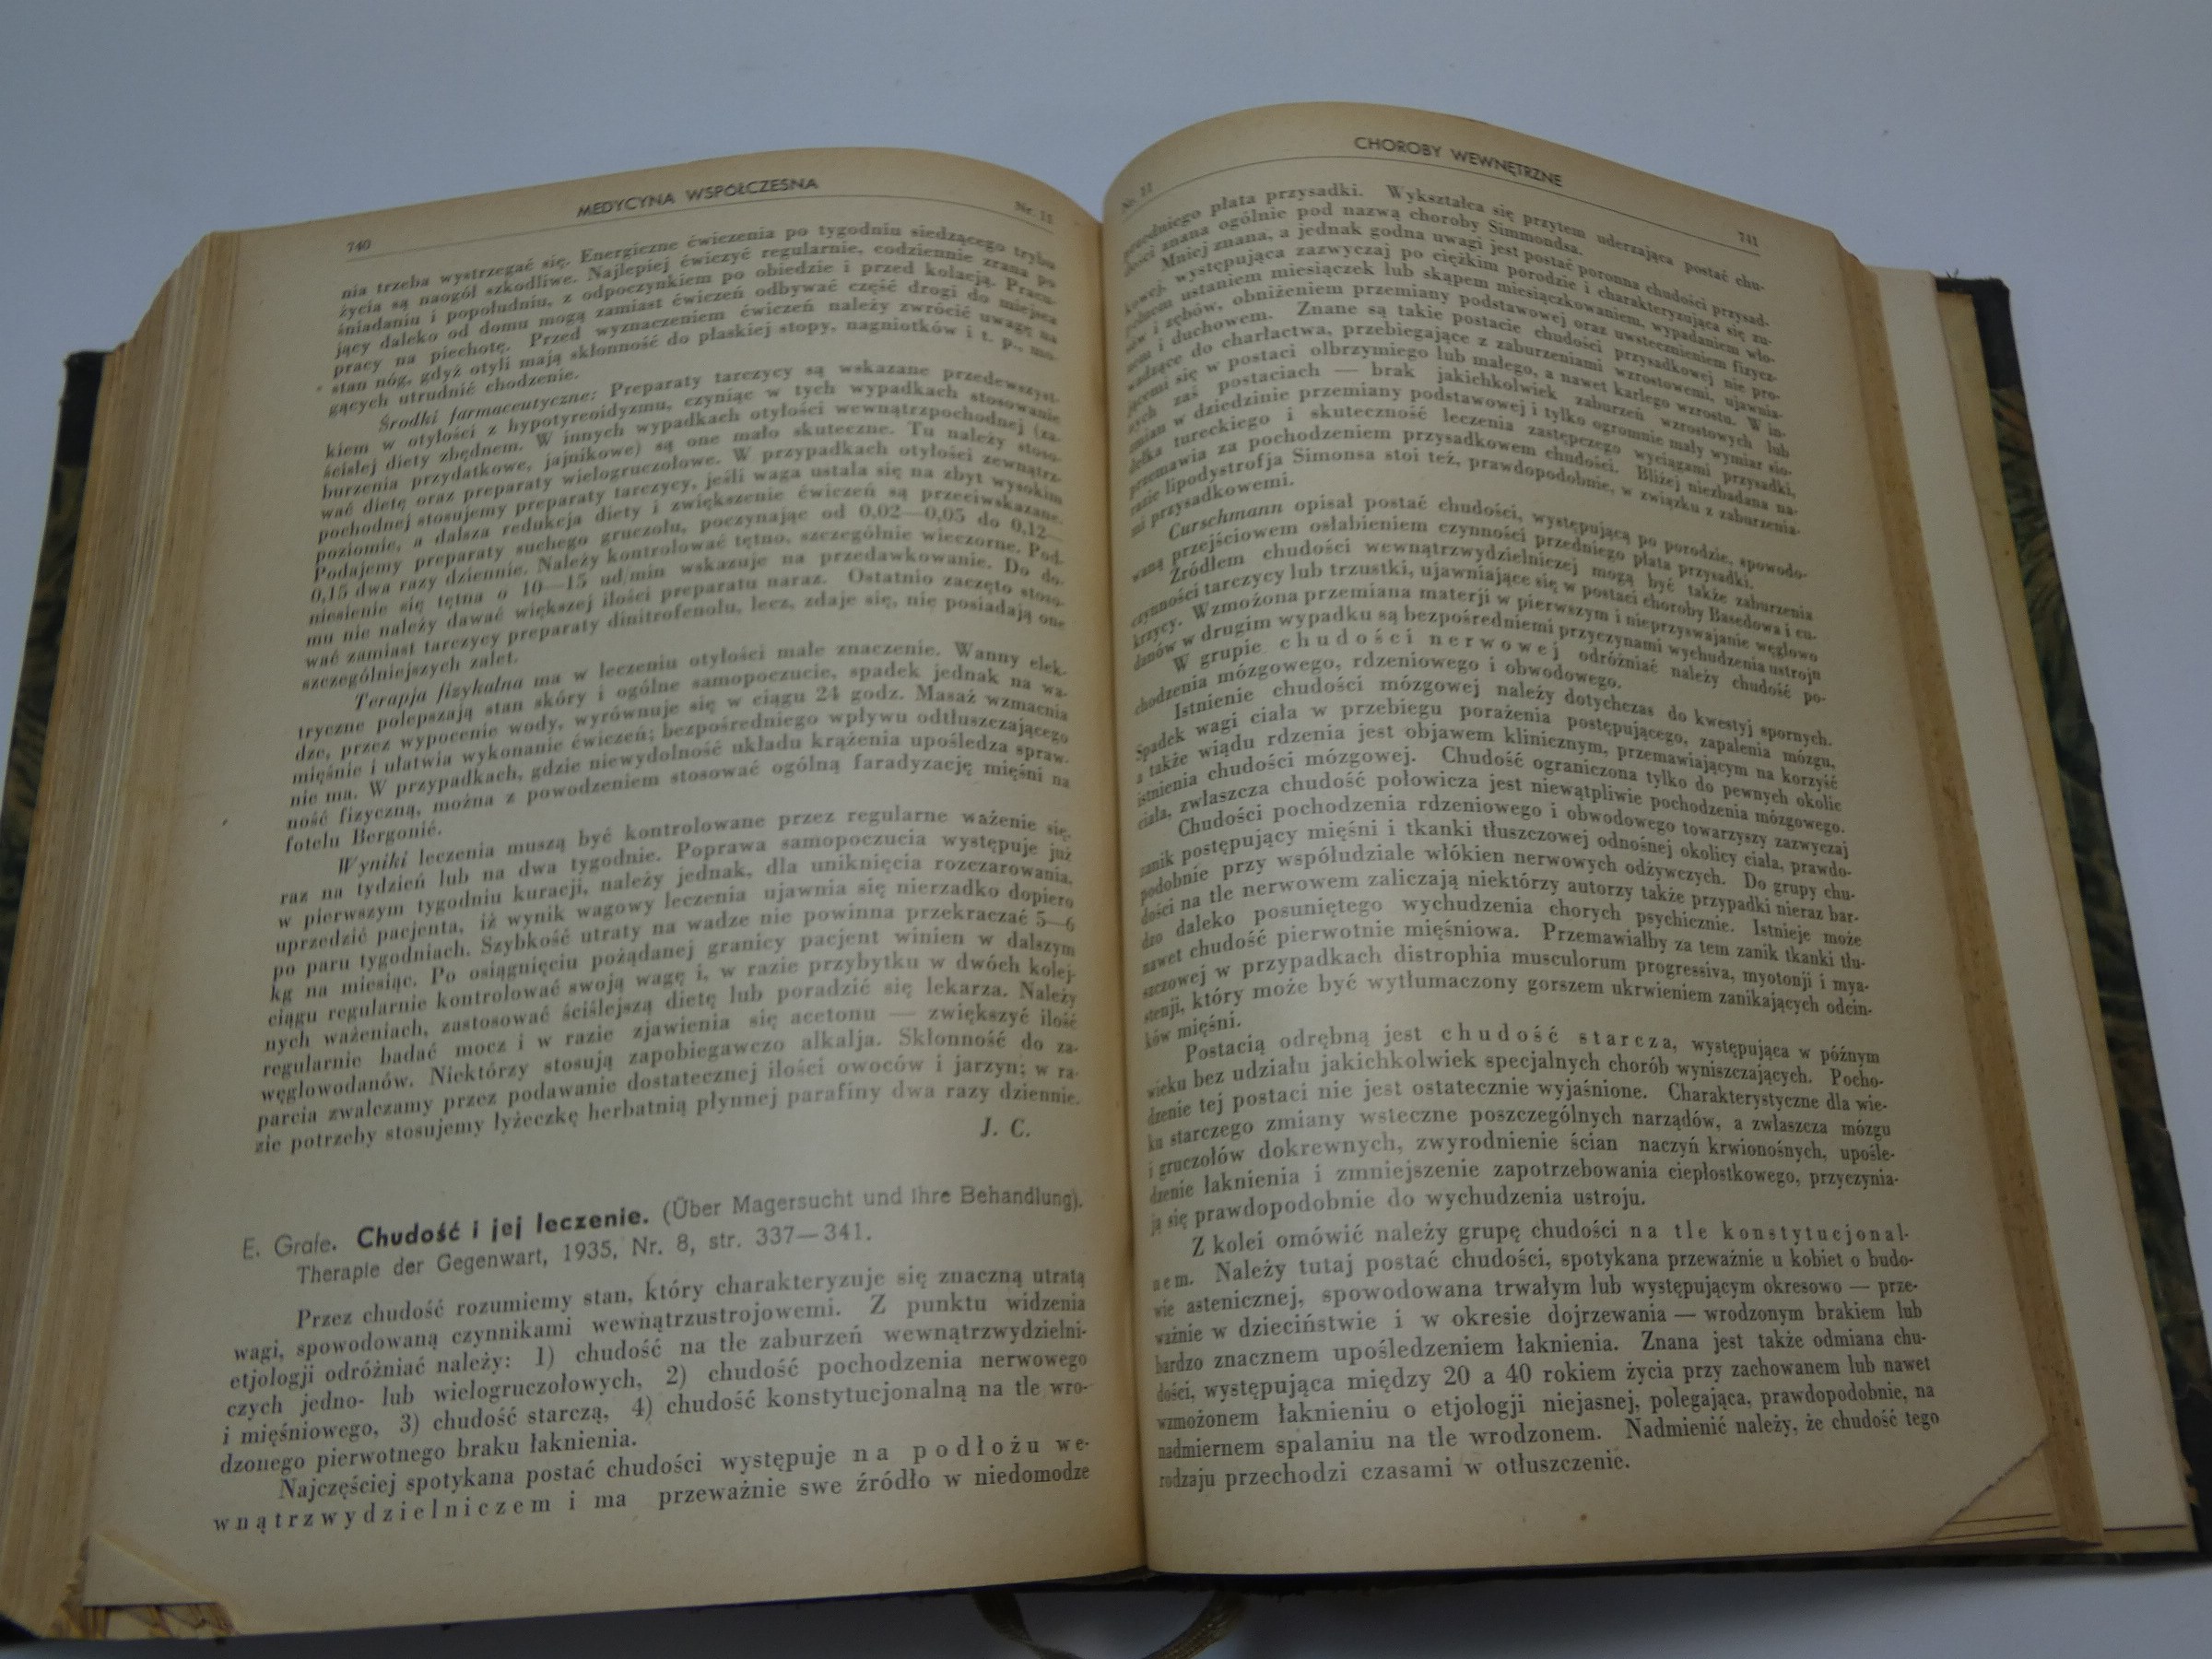 740
MEDYCYNA WSPÓŁCZESNA
Nr. 11
nia trzeba wystrzegać się. Energiczne ćwiczenia po tygodniu siedzącego trybu
życia są naogół szkodliwe. Najlepiej ćwiczyć regularnie, codziennie zrana po
śniadaniu i popołudniu, z odpoczynkiem po obiedzie i przed kolacją. Pracu-
jący daleko od domu mogą zamiast ćwiczeń odbywać część drogi do miejsca
pracy na piechotę. Przed wyznaczeniem ćwiczeń należy zwrócić uwagę na
stan nóg, gdyż otyli mają skłonność do płaskiej stopy, nagniotków i t. p., mo-
gących utrudnić chodzenie.
Środki farmaceutyczne: Preparaty tarczycy są wskazane przedewszyst-
kiem w otyłości z hypotyreoidyzmu, czyniąc w tych wypadkach stosowanie
ścisłej diety zbędnem. W innych wypadkach otyłości wewnątrzpochodnej (za-
burzenia przydatkowe, jajnikowe) są one mało skuteczne. Tu należy stoso-
wać dietę oraz preparaty wielogruczołowe. W przypadkach otyłości zewnątrz-
pochodnej stosujemy preparaty tarczycy, jeśli waga ustala się na zbyt wysokim
poziomie, a dalsza redukcja diety i zwiększenie ćwiczeń są przeciwskazane.
Podajemy preparaty suchego gruczołu, poczynając od 0,02—0,05 do 0,12—
0,15 dwa razy dziennie. Należy kontrolować tętno, szczególnie wieczorne. Pod-
niesienie się tętna o 10—15 ud/min wskazuje na przedawkowanie. Do do-
mu nie należy dawać większej ilości preparatu naraz. Ostatnio zaczęto stoso-
wać zamiast tarczycy preparaty dinitrofenolu, lecz, zdaje się, nie posiadają one
szczególniejszych zalet.
Terapja fizykalna ma w leczeniu otyłości małe znaczenie. Wanny elek-
tryczne polepszają stan skóry i ogólne samopoczucie, spadek jednak na wa-
dze, przez wypocenie wody, wyrównuje się w ciągu 24 godz. Masaż wzmacnia
mięśnie i ułatwia wykonanie ćwiczeń; bezpośredniego wpływu odtłuszczającego
nie ma. W przypadkach, gdzie niewydolność układu krążenia upośledza spraw-
ność fizyczną, można z powodzeniem stosować ogólną faradyzację mięśni na
fotelu Bergonié.
Wyniki leczenia muszą być kontrolowane przez regularne ważenie się,
raz na tydzień lub na dwa tygodnie. Poprawa samopoczucia występuje już
w pierwszym tygodniu kuracji, należy jednak, dla uniknięcia rozczarowania,
uprzedzić pacjenta, iż wynik wagowy leczenia ujawnia się nierzadko dopiero
po paru tygodniach. Szybkość utraty na wadze nie powinna przekraczać 5—6
kg na miesiąc. Po osiągnięciu pożądanej granicy pacjent winien w dalszym
ciągu regularnie kontrolować swoją wagę i, w razie przybytku w dwóch kolej-
nych ważeniach, zastosować ściślejszą dietę lub poradzić się lekarza. Należy
regularnie badać mocz i w razie zjawienia się acetonu — zwiększyć ilość
węglowodanów. Niektórzy stosują zapobiegawczo alkalja. Skłonność do za-
parcia zwalczamy przez podawanie dostatecznej ilości owoców i jarzyn; w ra-
zie potrzeby stosujemy łyżeczkę herbatnią płynnej parafiny dwa razy dziennie.
J. C.
E. Grafe. Chudość i jej leczenie. (Über Magersucht und ihre Behandlung).
Therapie der Gegenwart, 1935, Nr. 8, str. 337—341.
Przez chudość rozumiemy stan, który charakteryzuje się znaczną utratą
wagi, spowodowaną czynnikami wewnątrzustrojowemi. Z punktu widzenia
etjologji odróżniać należy: 1) chudość na tle zaburzeń wewnątrzwydzielni-
czych jedno- lub wielogruczołowych, 2) chudość pochodzenia nerwowego
i mięśniowego, 3) chudość starczą, 4) chudość konstytucjonalną na tle wro-
dzonego pierwotnego braku łaknienia.
Najczęściej spotykana postać chudości występuje na podłożu we-
wnątrzwydzielniczem i ma przeważnie swe źródło w niedomodze
Nr. 11
CHOROBY WEWNĘTRZNE
741
przedniego płata przysadki. Wykształca się przytem uderzająca postać chu-
dości znana ogólnie pod nazwą choroby Simmondsa.
Mniej znana, a jednak godna uwagi jest postać poronna chudości przysad-
kowej, występująca zazwyczaj po ciężkim porodzie i charakteryzująca się zu-
pełnem ustaniem miesiączek lub skąpem miesiączkowaniem, wypadaniem wło-
sów i zębów, obniżeniem przemiany podstawowej oraz uwstecznieniem fizycz-
nem i duchowem. Znane są takie postacie chudości przysadkowej nie pro-
wadzące do charłactwa, przebiegające z zaburzeniami wzrostowemi, ujawnia-
jącemi się w postaci olbrzymiego lub małego, a nawet karlego wzrostu. W in-
nych zaś postaciach — brak jakichkolwiek zaburzeń wzrostowych lub
zmian w dziedzinie przemiany podstawowej i tylko ogromnie mały wymiar sio-
dełka tureckiego i skuteczność leczenia zastępczego wyciągami przysadki,
przemawia za pochodzeniem przysadkowem chudości. Bliżej niezbadana na-
razie lipodystrofja Simonsa stoi też, prawdopodobnie, w związku z zaburzenia-
mi przysadkowemi.
Curschmann opisał postać chudości, występującą po porodzie, spowodo-
waną przejściowem osłabieniem czynności przedniego płata przysadki.
Źródłem chudości wewnątrzwydzielniczej mogą być także zaburzenia
czynności tarczycy lub trzustki, ujawniające się w postaci choroby Basedowa i cu-
krzycy. Wzmożona przemiana materji w pierwszym i nieprzyswajanie węglowo
danów w drugim wypadku są bezpośredniemi przyczynami wychudzenia ustroju
W grupie chudości nerwowej odróżniać należy chudość po-
chodzenia mózgowego, rdzeniowego i obwodowego.
Istnienie chudości mózgowej należy dotychczas do kwestyj spornych.
Spadek wagi ciała w przebiegu porażenia postępującego, zapalenia mózgu,
a także wiądu rdzenia jest objawem klinicznym, przemawiającym na korzyść
istnienia chudości mózgowej. Chudość ograniczona tylko do pewnych okolic
ciała, zwłaszcza chudość połowicza jest niewątpliwie pochodzenia mózgowego.
Chudości pochodzenia rdzeniowego i obwodowego towarzyszy zazwyczaj
zanik postępujący mięśni i tkanki tłuszczowej odnośnej okolicy ciała, prawdo-
podobnie przy współudziale włókien nerwowych odżywczych. Do grupy chu-
dości na tle nerwowem zaliczają niektórzy autorzy także przypadki nieraz bar-
dzo daleko posuniętego wychudzenia chorych psychicznie. Istnieje może
nawet chudość pierwotnie mięśniowa. Przemawiałby za tem zanik tkanki tłu-
szczowej w przypadkach distrophia musculorum progressiva, myotonji i mya-
stenji, który może być wytłumaczony gorszem ukrwieniem zanikających odcin-
ków mięśni.
Postacią odrębną jest chudość starcza, występująca w późnym
wieku bez udziału jakichkolwiek specjalnych chorób wyniszczających. Pocho-
dzenie tej postaci nie jest ostatecznie wyjaśnione. Charakterystyczne dla wie-
ku starczego zmiany wsteczne poszczególnych narządów, a zwłaszcza mózgu
i gruczołów dokrewnych, zwyrodnienie ścian naczyń krwionośnych, upośle-
dzenie łaknienia i zmniejszenie zapotrzebowania ciepłostkowego, przyczynia-
ją się prawdopodobnie do wychudzenia ustroju.
Z kolei omówić należy grupę chudości na tle konstytucjonal-
nem. Należy tutaj postać chudości, spotykana przeważnie u kobiet o budo-
wie astenicznej, spowodowana trwałym lub występującym okresowo — prze-
ważnie w dzieciństwie i w okresie dojrzewania — wrodzonym brakiem lub
bardzo znacznem upośledzeniem łaknienia. Znana jest także odmiana chu-
dości, występująca między 20 a 40 rokiem życia przy zachowanem lub nawet
wzmożonem łaknieniu o etjologji niejasnej, polegająca, prawdopodobnie, na
nadmiernem spalaniu na tle wrodzonem. Nadmienić należy, że chudość tego
rodzaju przechodzi czasami w otłuszczenie.